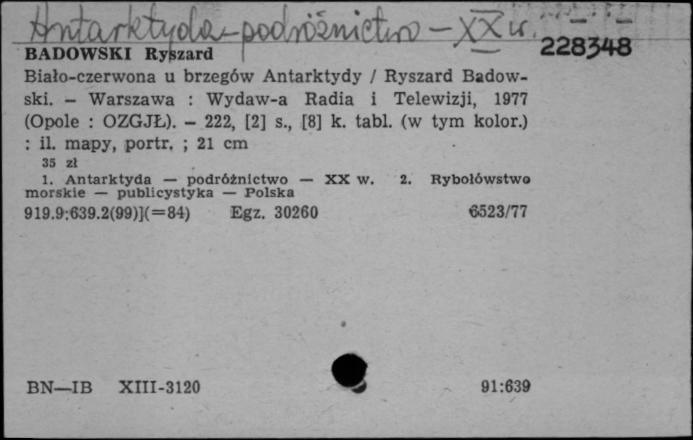 Antarktyda - podróżnictwo - XX w.
228348
BADOWSKI Ryszard
Biało-czerwona u brzegów Antarktydy / Ryszard Badow-
ski. — Warszawa : Wydaw-a Radia i Telewizji, 1977
(Opole : OZGJŁ). — 222, [2] s., [8] k. tabl. (w tym kolor.)
: il. mapy, portr. ; 21 cm
35 zł
1. Antarktyda — podróżnictwo — XX w. 2. Rybołówstwo
morskie — publicystyka — Polska
919.9:639.2(99)](=84) Egz. 30260 6523/77
BN—IB XIII-3120 91:639